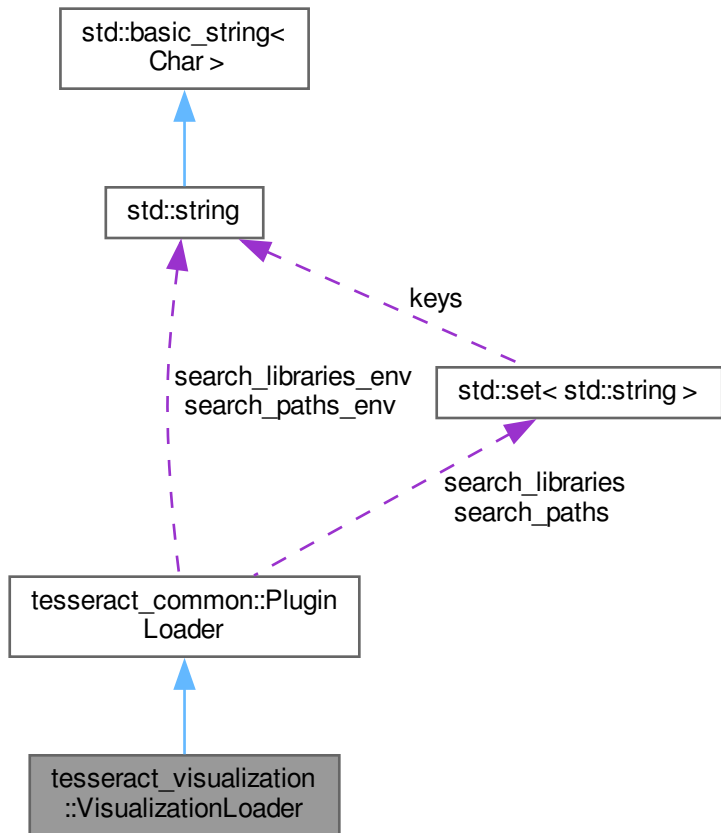 std::basic_string<
Char >
std::string
keys
search_libraries_env
search_paths_env
std::set< std::string >
search_libraries
search_paths
tesseract_common::Plugin
Loader
tesseract_visualization
::VisualizationLoader